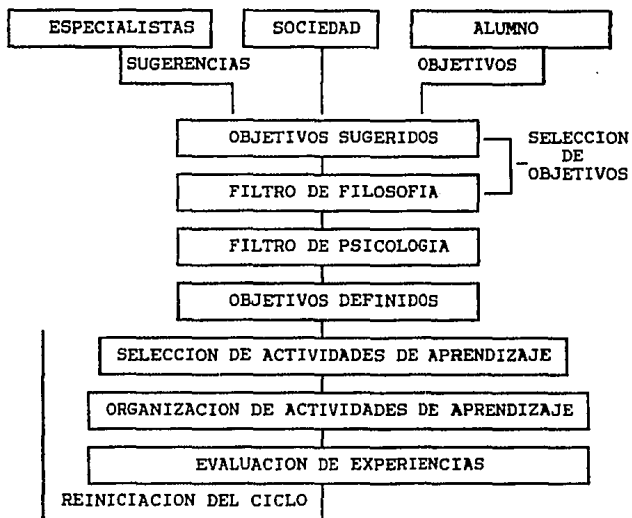 ESPECIALISTAS
SOCIEDAD
ALUMNO
SUGERENCIAS
OBJETIVOS
OBJETIVOS SUGERIDOS
FILTRO DE FILOSOFIA
SELECCION
DE
OBJETIVOS
FILTRO DE PSICOLOGIA
OBJETIVOS DEFINIDOS
SELECCION DE ACTIVIDADES DE APRENDIZAJE
ORGANIZACION DE ACTIVIDADES DE APRENDIZAJE
EVALUACION DE EXPERIENCIAS
REINICIACION DEL CICLO